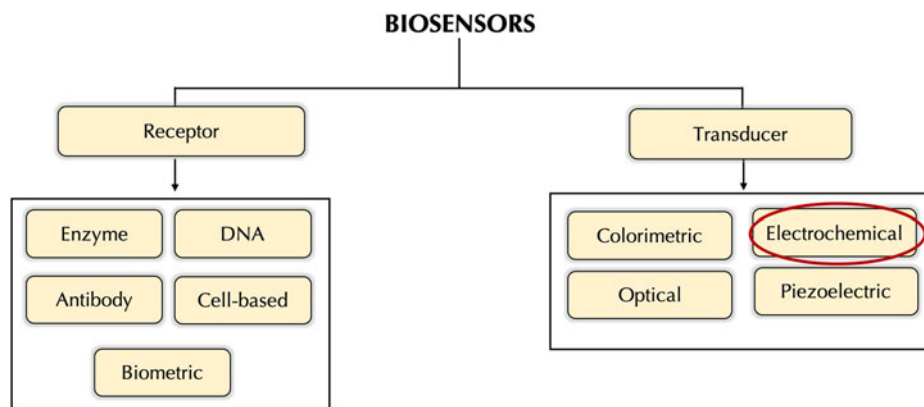 BIOSENSORS
Receptor
Transducer
Enzyme
DNA
Antibody
Cell-based
Biometric
Colorimetric
Electrochemical
Optical
Piezoelectric